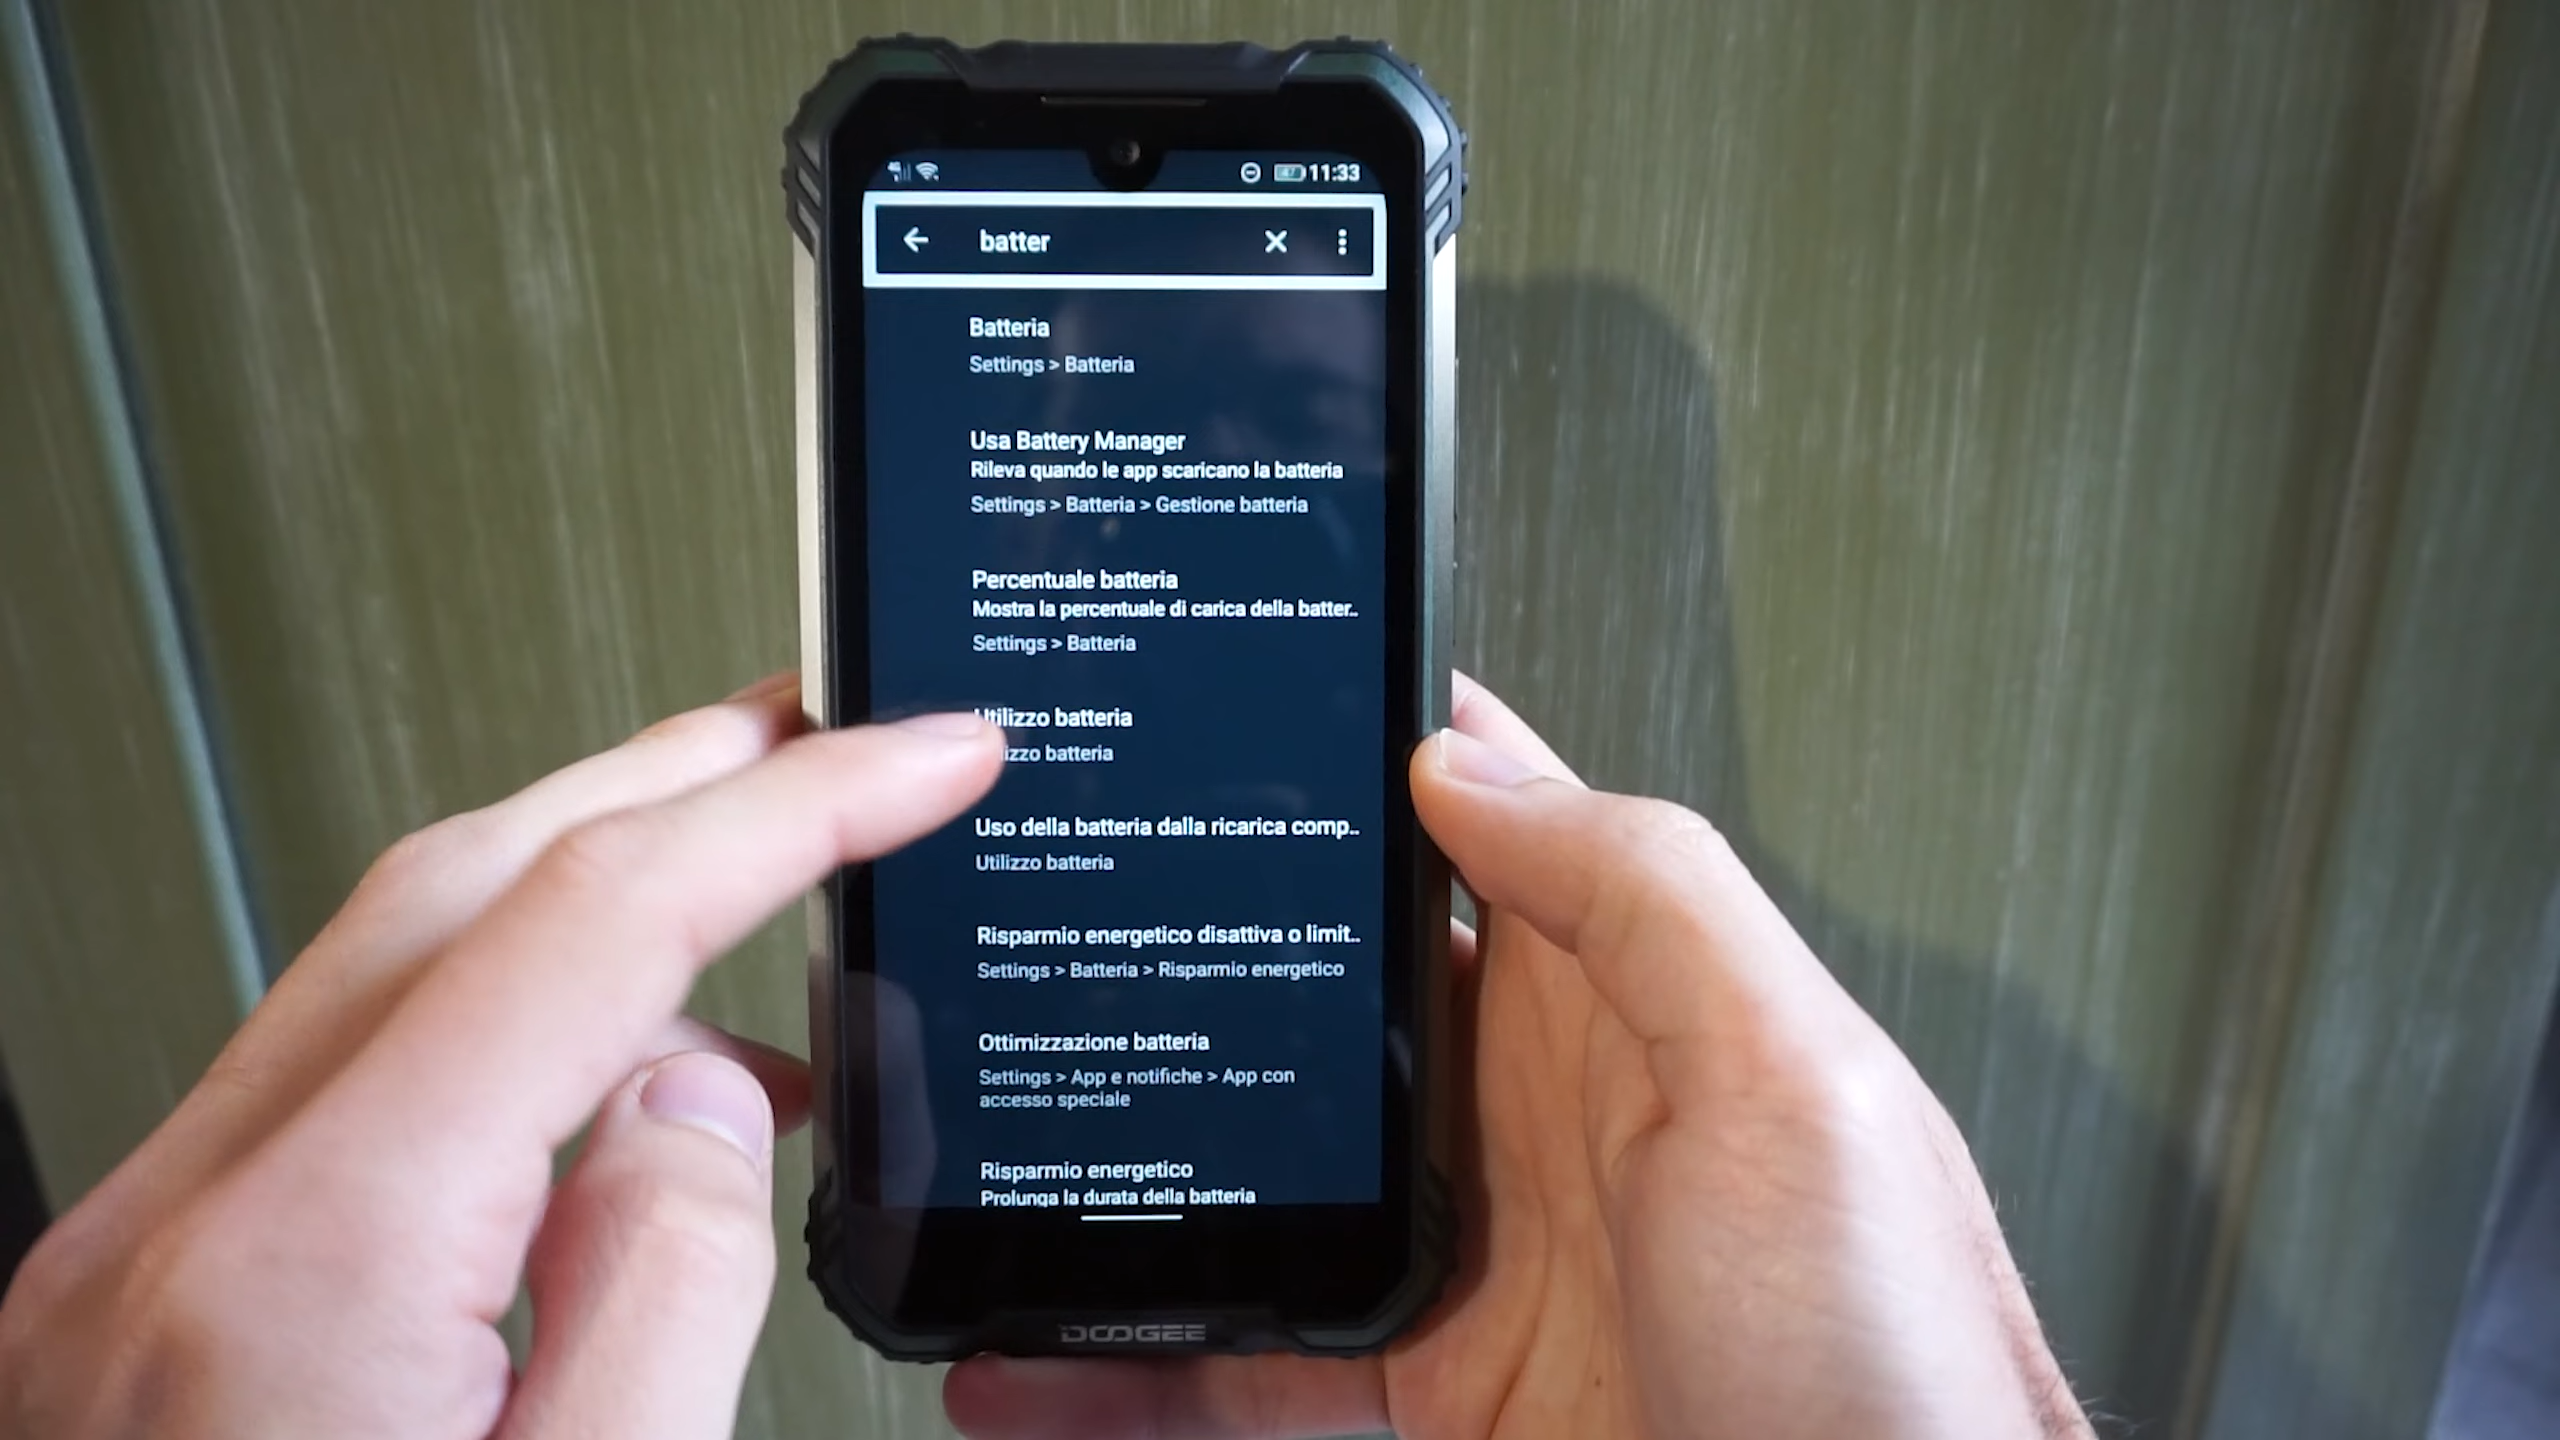 11:33
batter
Batteria
Settings > Batteria
Usa Battery Manager
Rileva quando le app scaricano la batteria
Settings > Batteria > Gestione batteria
Percentuale batteria
Mostra la percentuale di carica della batter..
Settings > Batteria
Utilizzo batteria
izzo batteria
Uso della batteria dalla ricarica comp..
Utilizzo batteria
Risparmio energetico disattiva o limit..
Settings > Batteria > Risparmio energetico
Ottimizzazione batteria
Settings > App e notifiche > App con
accesso speciale
Risparmio energetico
Prolunga la durata della batteria
DOOGEE